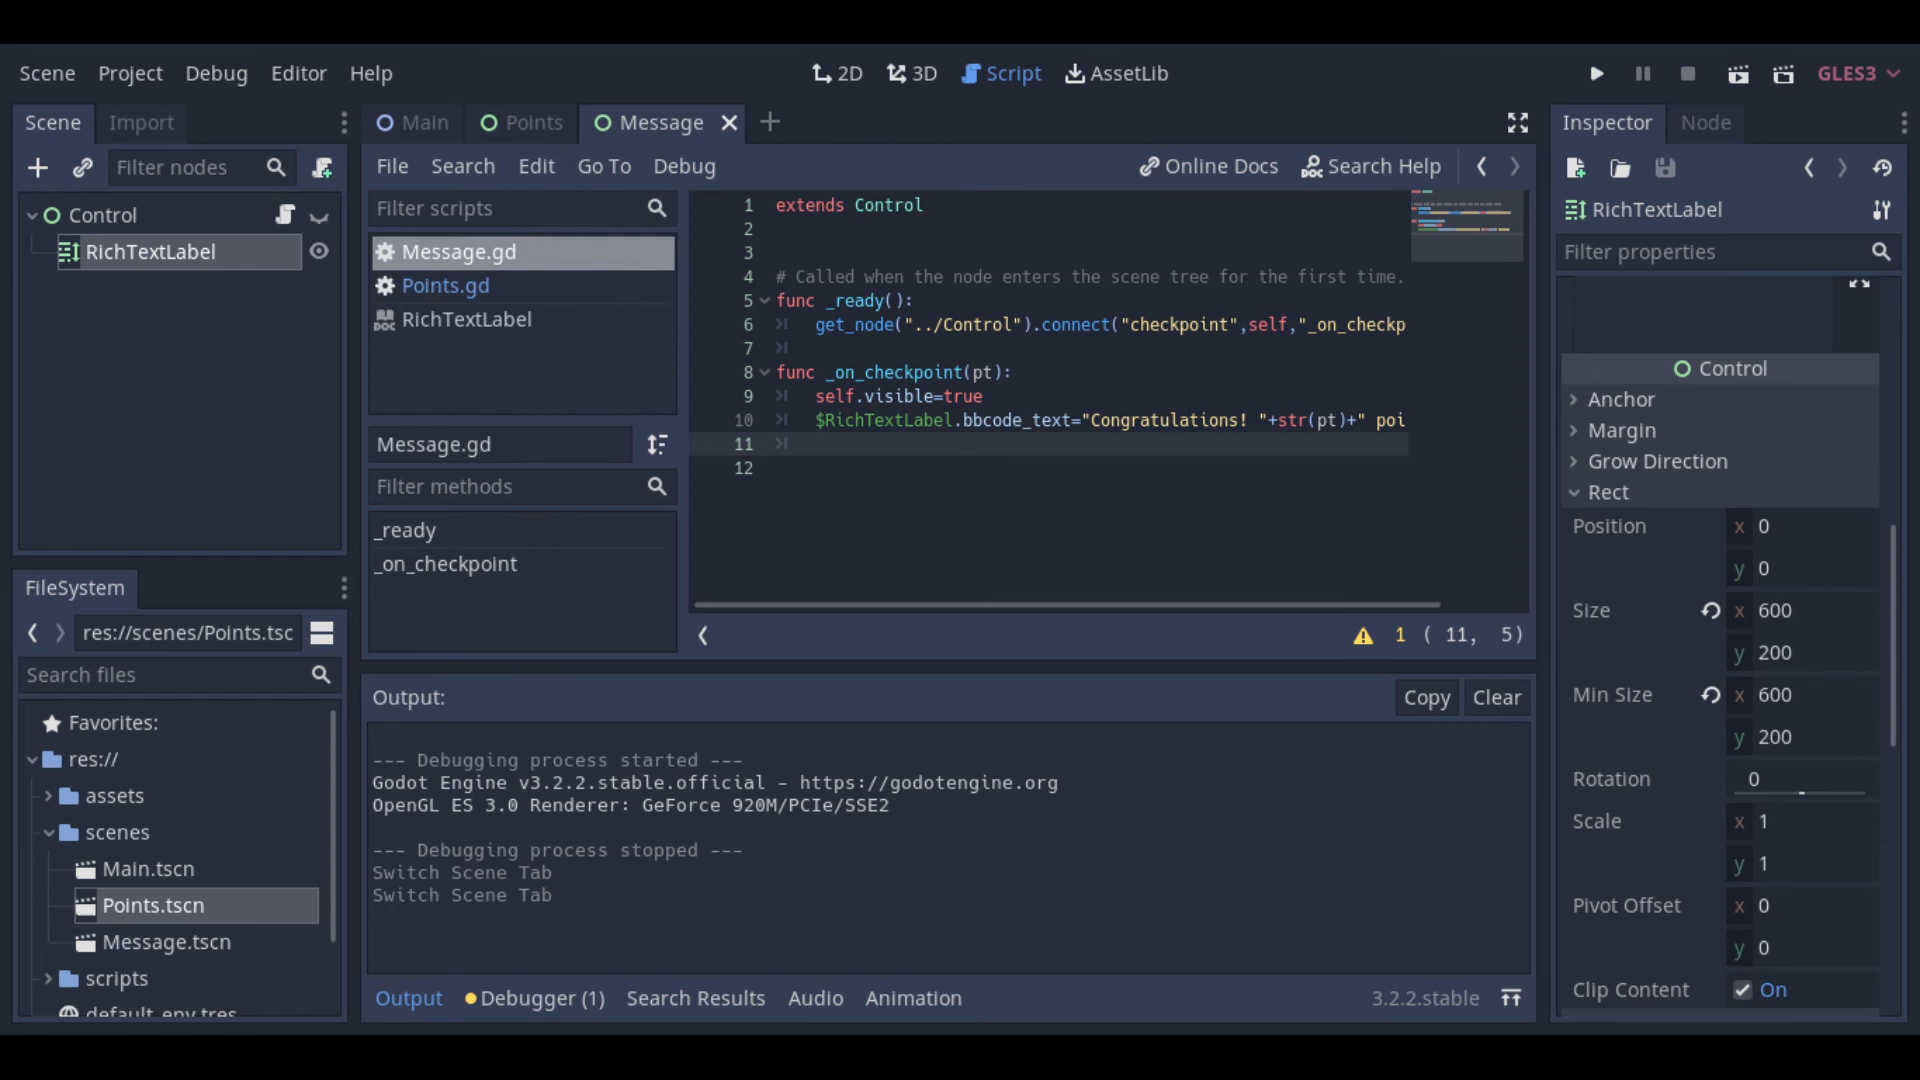 Scene Project Debug Editor Help
2D 3D Script AssetLib
GLES3
Scene Import
Filter nodes
Control
RichTextLabel
FileSystem
res://scenes/Points.tsc
Search files
Favorites:
res://
assets
scenes
Main.tscn
Points.tscn
Message.tscn
scripts
default_env.tres
Main Points Message
File Search Edit Go To Debug
Online Docs Search Help
Filter scripts
Message.gd
Points.gd
RichTextLabel
Message.gd
Filter methods
_ready
_on_checkpoint
1 extends Control
2
3
4 # Called when the node enters the scene tree for the first time.
5 func _ready():
6 get_node("../Control").connect("checkpoint",self,"_on_checkp
7
8 func _on_checkpoint(pt):
9 self.visible=true
10 $RichTextLabel.bbcode_text="Congratulations! "+str(pt)+" poi
11
12
1 ( 11, 5)
Output:
Copy Clear
--- Debugging process started ---
Godot Engine v3.2.2.stable.official - https://godotengine.org
OpenGL ES 3.0 Renderer: GeForce 920M/PCIe/SSE2
--- Debugging process stopped ---
Switch Scene Tab
Switch Scene Tab
Output Debugger (1) Search Results Audio Animation
3.2.2.stable
Inspector Node
RichTextLabel
Filter properties
Control
Anchor
Margin
Grow Direction
Rect
Position x 0
y 0
Size x 600
y 200
Min Size x 600
y 200
Rotation 0
Scale x 1
y 1
Pivot Offset x 0
y 0
Clip Content On